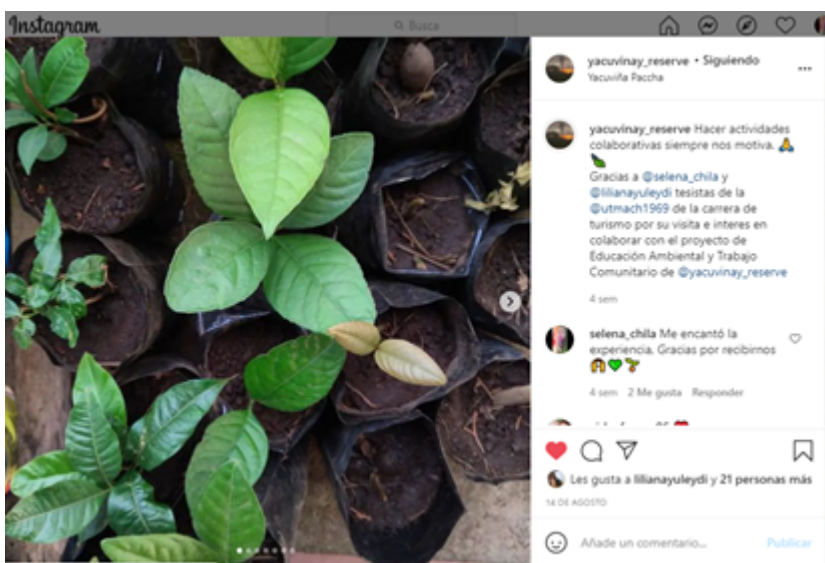 Instagram
Busca
yacuvinay_reserve • Siguiendo
Yacuviña Paccha
yacuvinay_reserve Hacer actividades
colaborativas siempre nos motiva. 🙏
🍃
Gracias a @selena_chila y
@lilianayuleydi tesistas de la
@utmach1969 de la carrera de
turismo por su visita e interes en
colaborar con el proyecto de
Educación Ambiental y Trabajo
Comunitario de @yacuvinay_reserve
4 sem
selena_chila Me encantó la
experiencia. Gracias por recibirnos
4 sem 2 Me gusta Responder
Les gusta a lilianayuleydi y 21 personas más
14 DE AGOSTO
Añade un comentario... Publicar